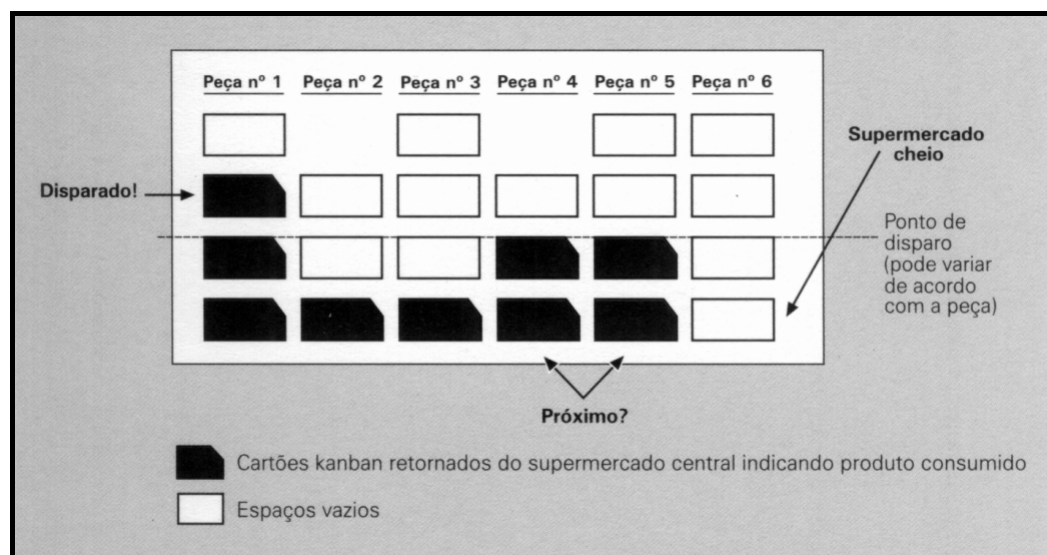 Peça nº 1 Peça nº 2 Peça nº 3 Peça nº 4 Peça nº 5 Peça nº 6
Supermercado
cheio
Disparado!
Ponto de
disparo
(pode variar
de acordo
com a peça)
Próximo?
Cartões kanban retornados do supermercado central indicando produto consumido
Espaços vazios